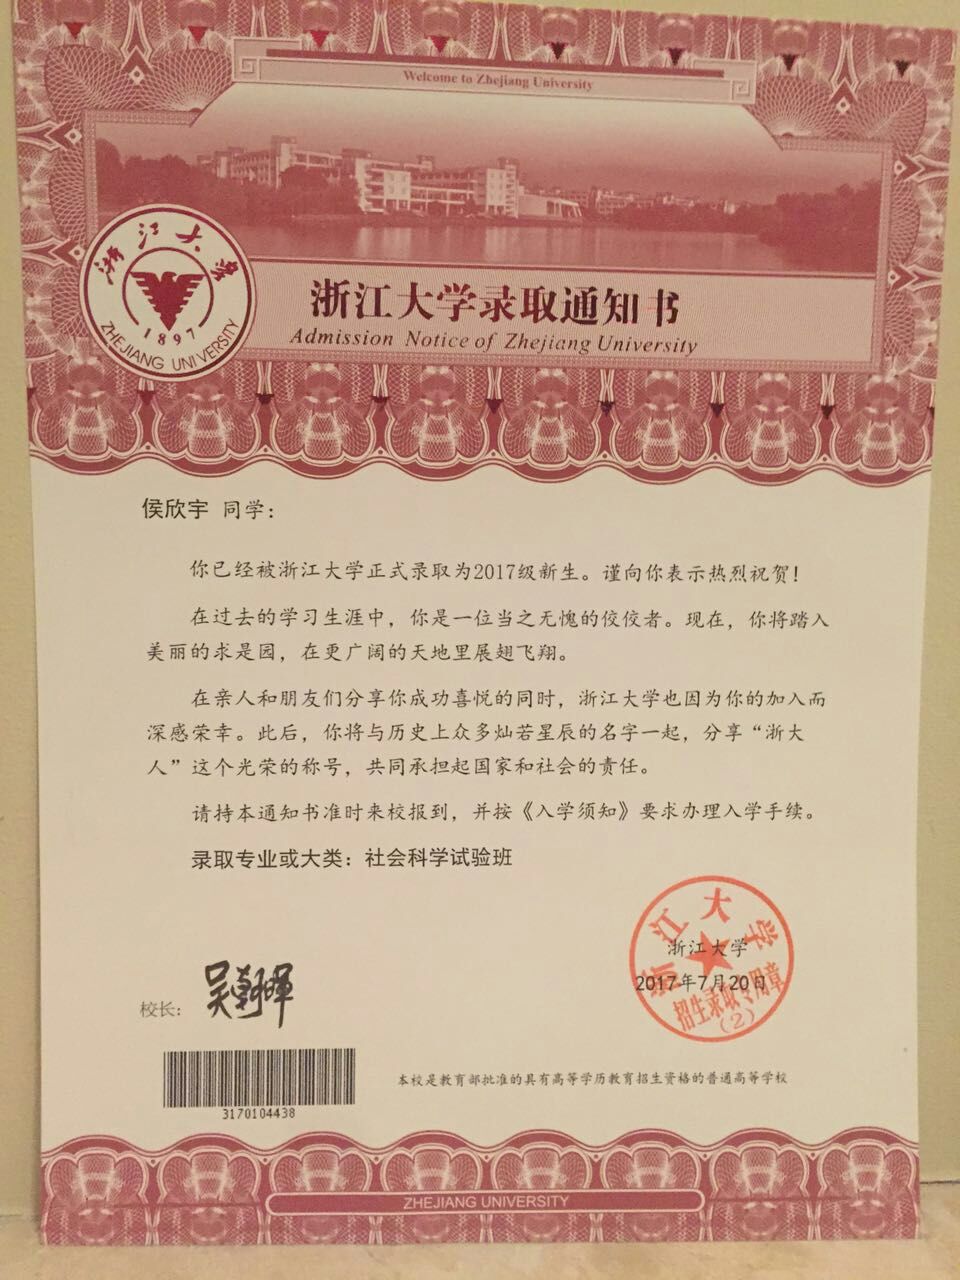 Welcome to Zhejiang University
浙江大学
1897
ZHEJIANG UNIVERSITY
浙江大学录取通知书
Admission Notice of Zhejiang University
侯欣宇 同学：
你已经被浙江大学正式录取为2017级新生。谨向你表示热烈祝贺！
在过去的学习生涯中，你是一位当之无愧的佼佼者。现在，你将踏入
美丽的求是园，在更广阔的天地里展翅飞翔。
在亲人和朋友们分享你成功喜悦的同时，浙江大学也因为你的加入而
深感荣幸。此后，你将与历史上众多灿若星辰的名字一起，分享“浙大
人”这个光荣的称号，共同承担起国家和社会的责任。
请持本通知书准时来校报到，并按《入学须知》要求办理入学手续。
录取专业或大类：社会科学试验班
浙江大学
浙江大学
2017年7月20日
招生录取专用章
（2）
校长：吴朝晖
3170104438
本校是教育部批准的具有高等学历教育招生资格的普通高等学校
ZHEJIANG UNIVERSITY